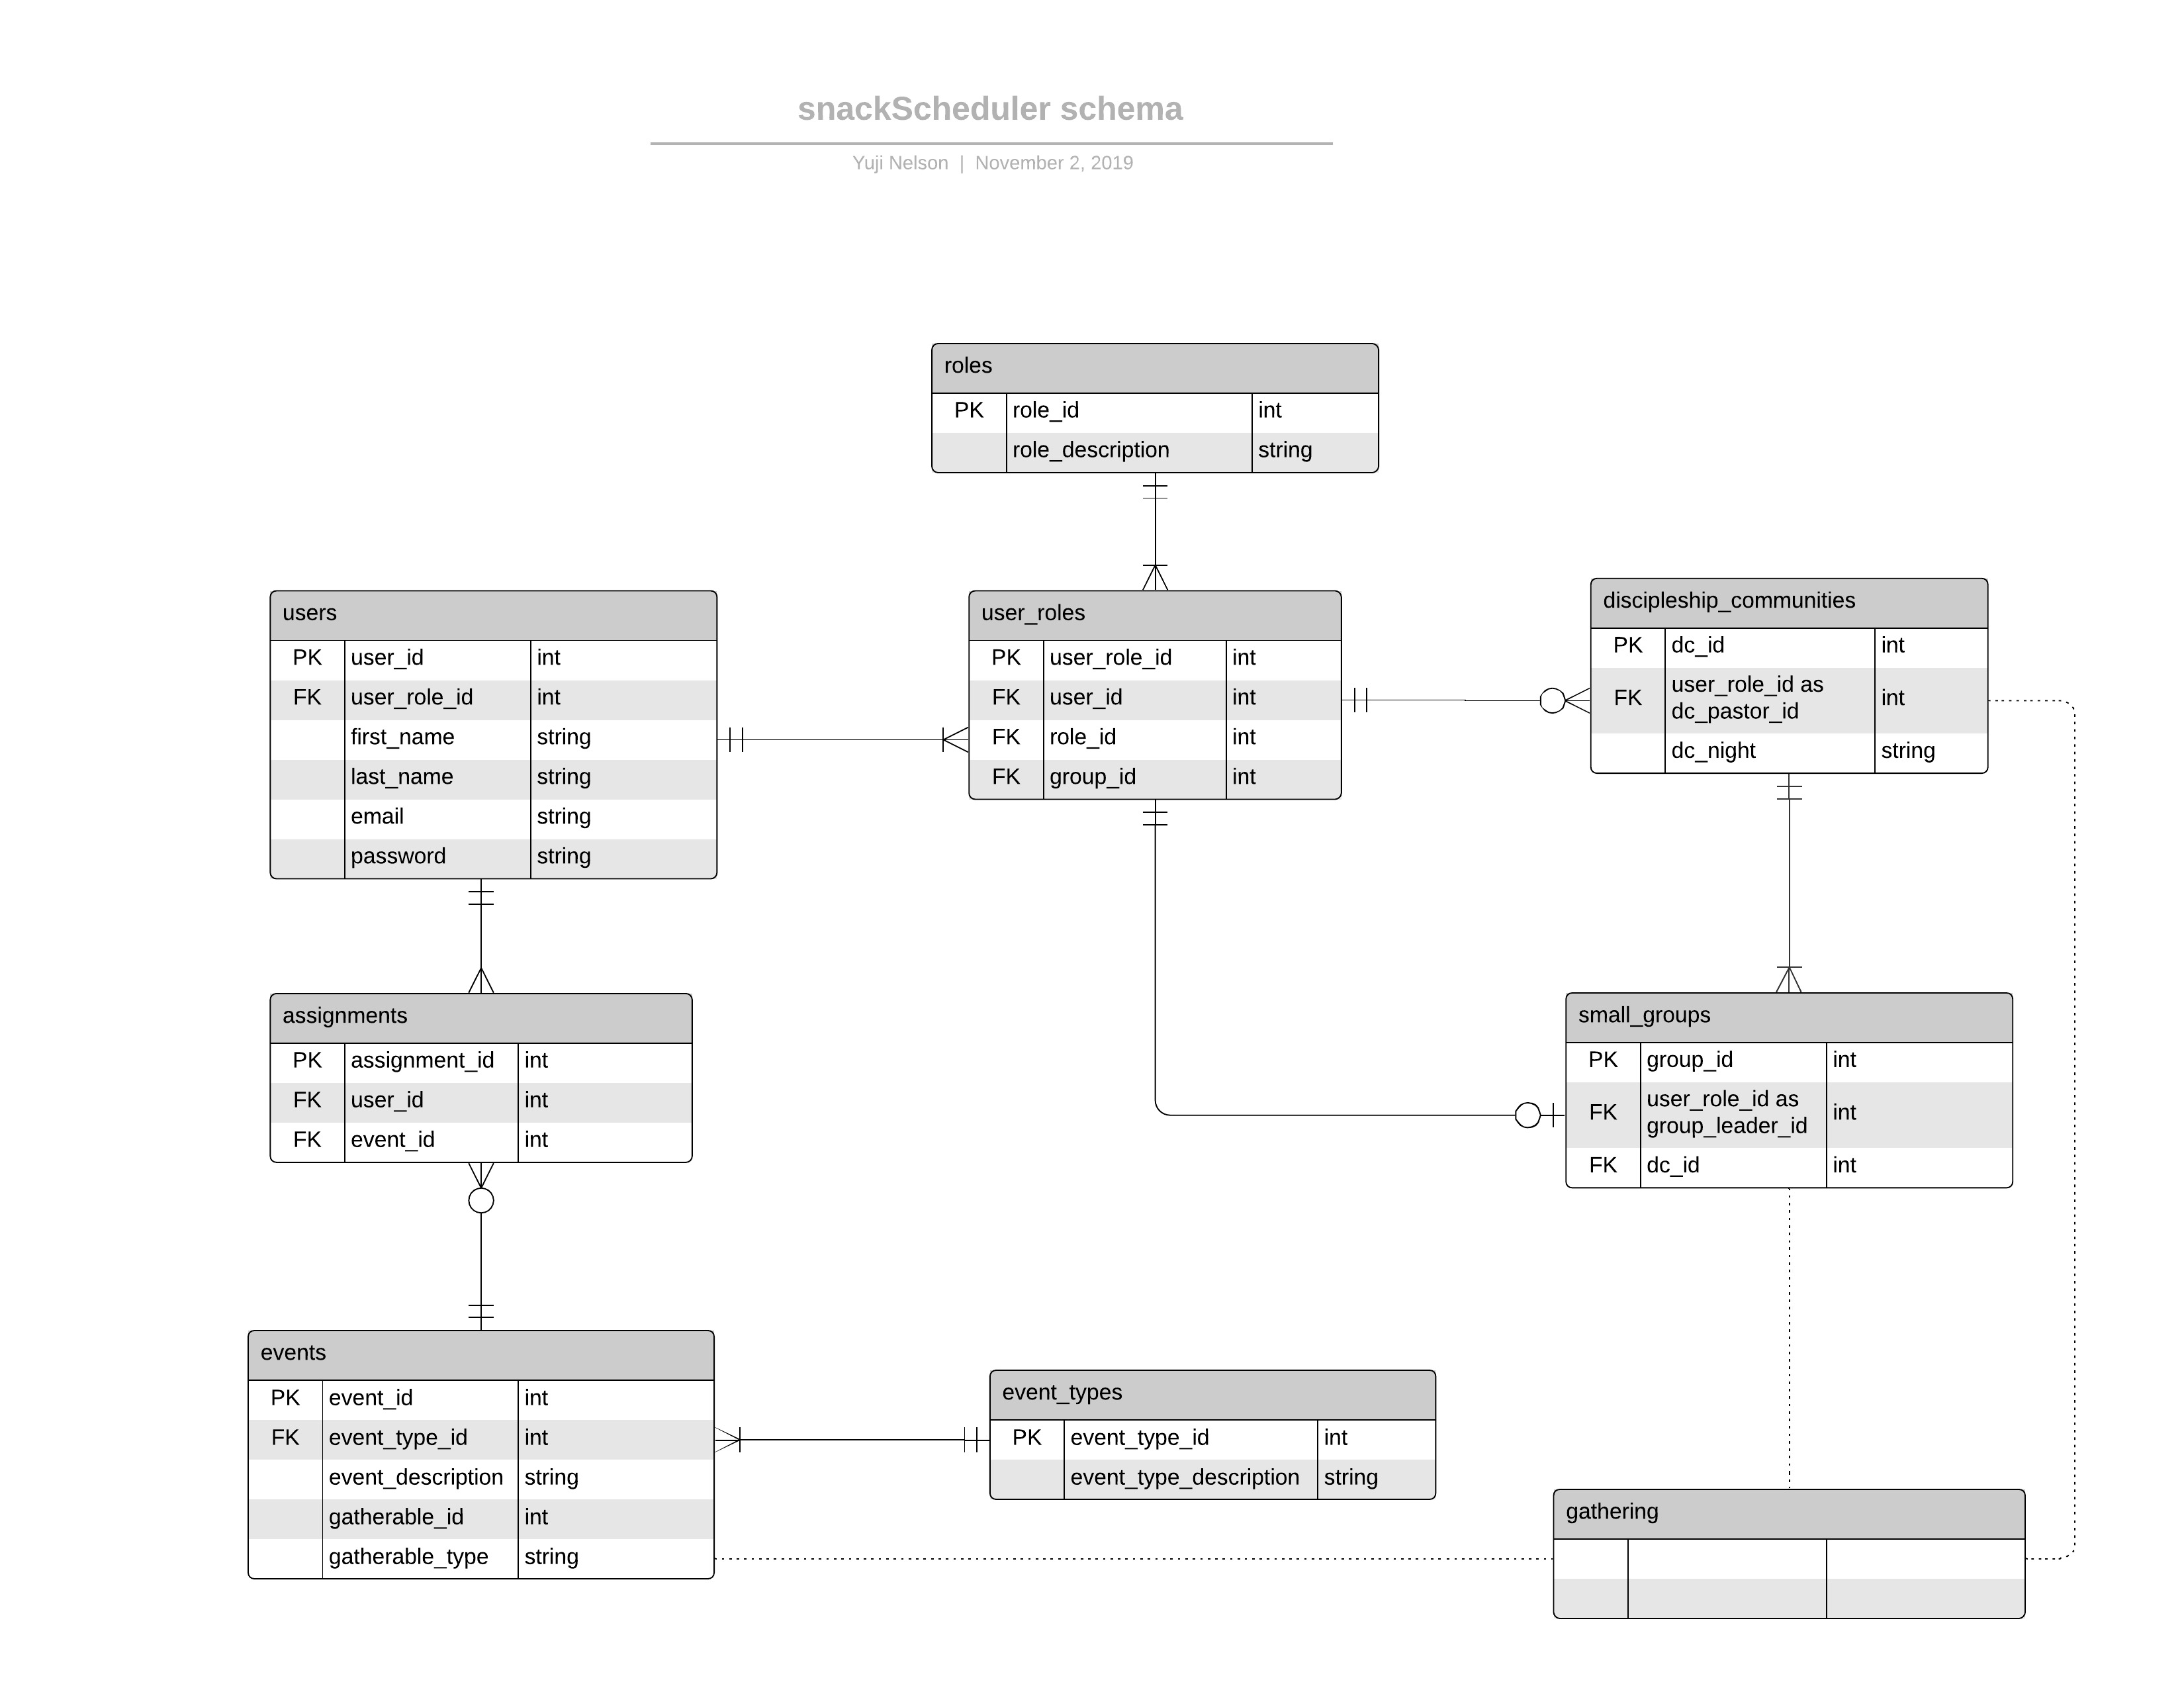 snackScheduler schema
Yuji Nelson | November 2, 2019
roles
PK role_id int
role_description string
users
PK user_id int
FK user_role_id int
first_name string
last_name string
email string
password string
user_roles
PK user_role_id int
FK user_id int
FK role_id int
FK group_id int
discipleship_communities
PK dc_id int
FK user_role_id as
dc_pastor_id int
dc_night string
assignments
PK assignment_id int
FK user_id int
FK event_id int
small_groups
PK group_id int
FK user_role_id as
group_leader_id int
FK dc_id int
events
PK event_id int
FK event_type_id int
event_description string
gatherable_id int
gatherable_type string
event_types
PK event_type_id int
event_type_description string
gathering